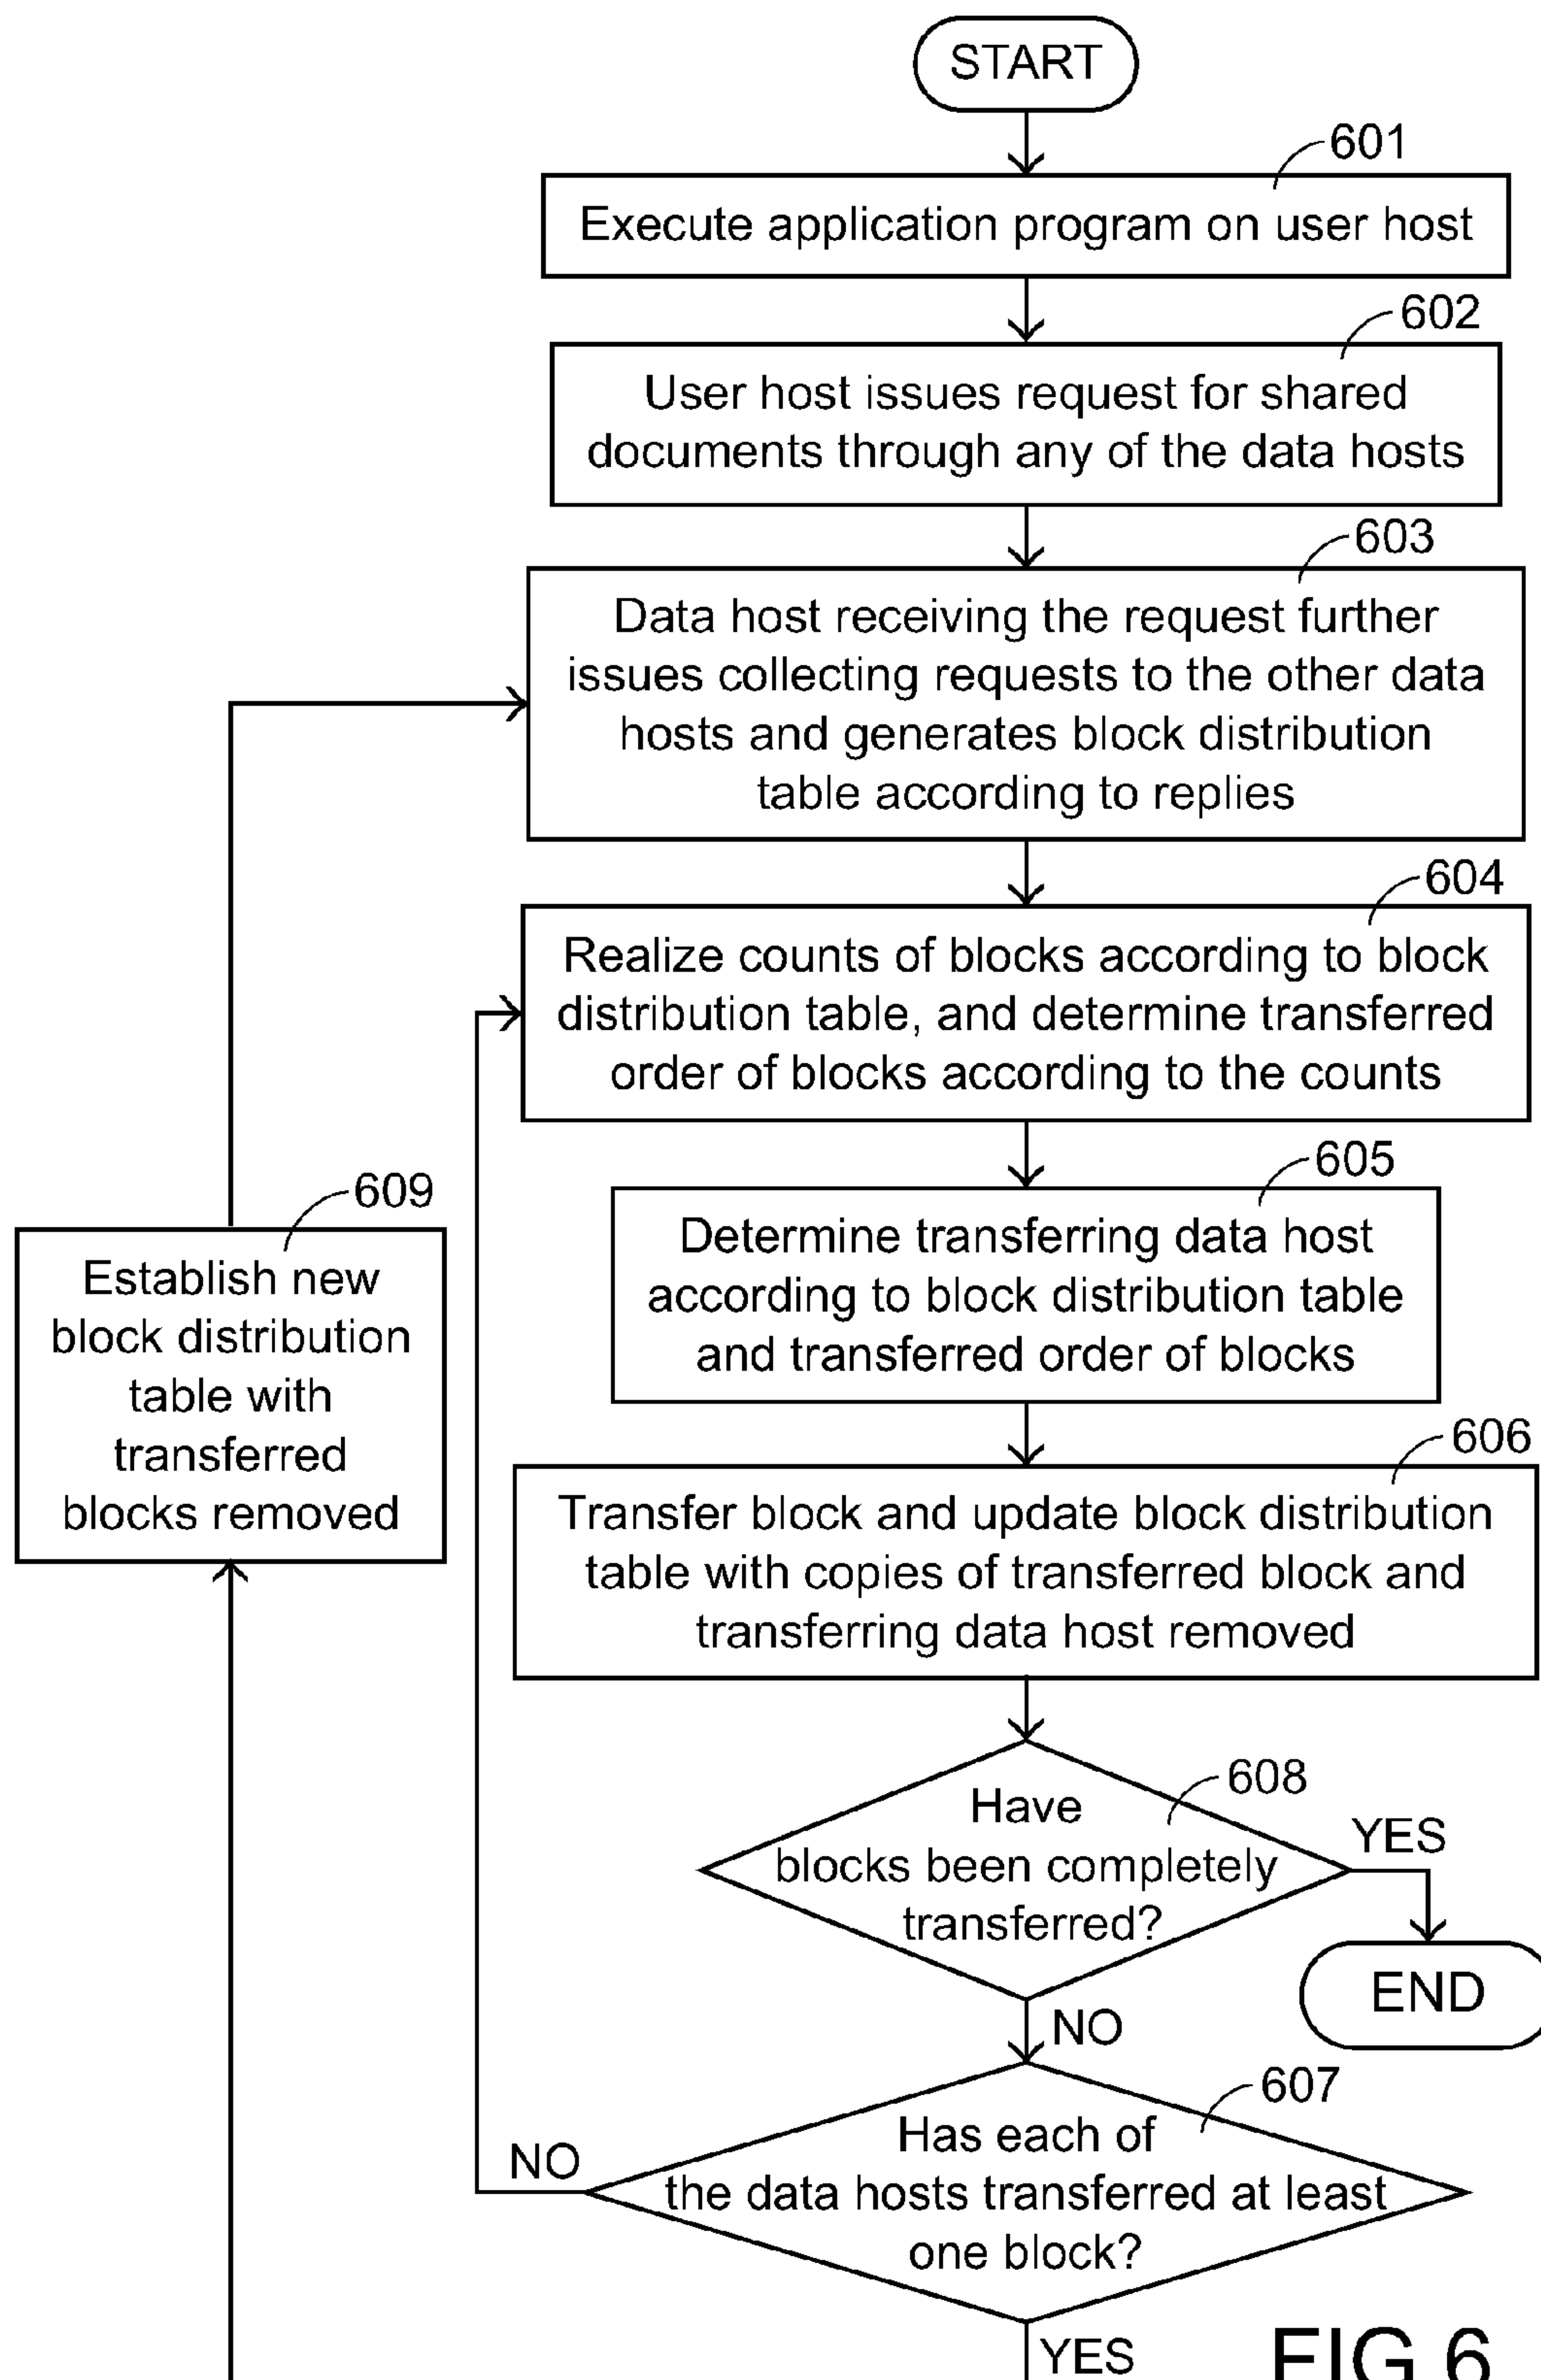 START
601
Execute application program on user host
602
User host issues request for shared
documents through any of the data hosts
603
Data host receiving the request further
issues collecting requests to the other data
hosts and generates block distribution
table according to replies
604
Realize counts of blocks according to block
distribution table, and determine transferred
order of blocks according to the counts
605
Determine transferring data host
according to block distribution table
and transferred order of blocks
609
Establish new
block distribution
table with
transferred
blocks removed
606
Transfer block and update block distribution
table with copies of transferred block and
transferring data host removed
608
Have
blocks been completely
transferred?
YES
END
NO
607
Has each of
the data hosts transferred at least
one block?
NO
YES
FIG.6